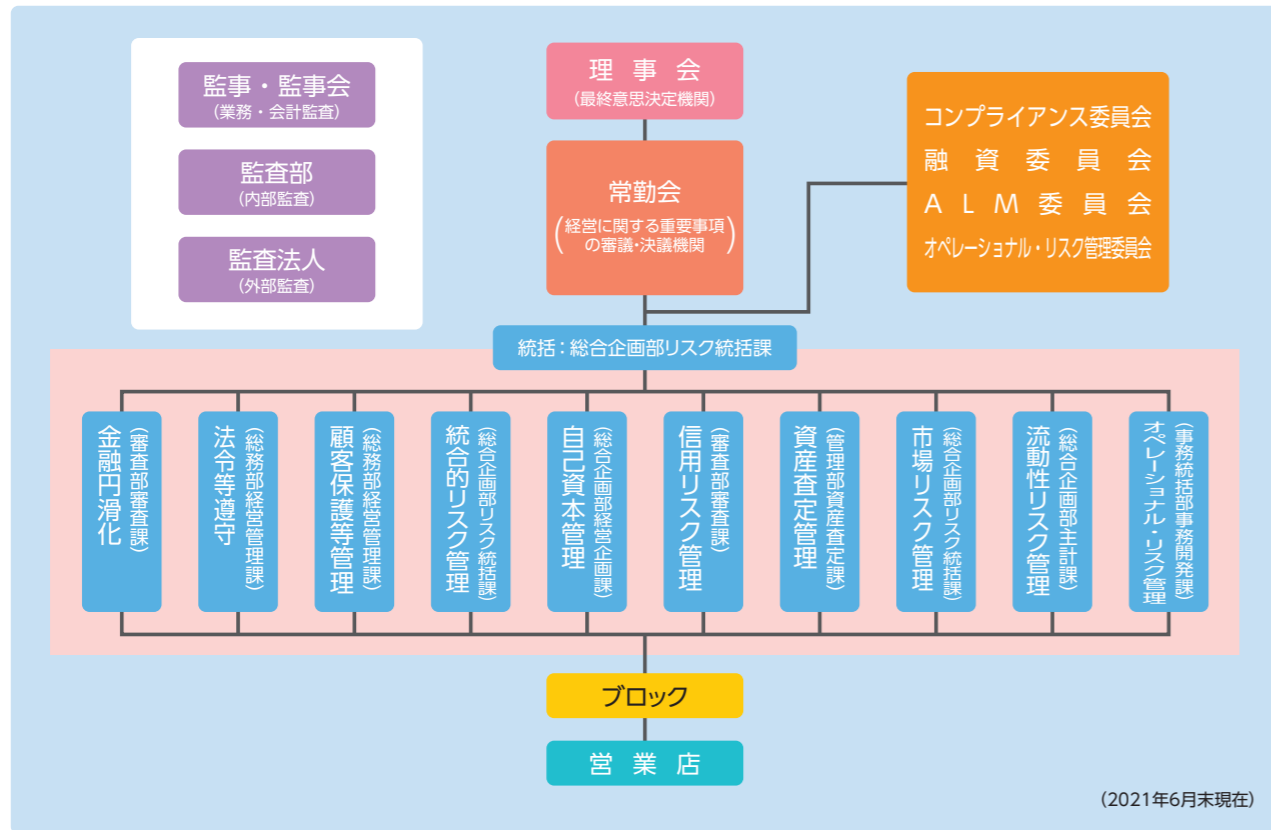 監事・監事会
(業務・会計監査)
監査部
(内部監査)
監査法人
(外部監査)
理事会
(最終意思決定機関)
常勤会
(経営に関する重要事項
の審議・決議機関)
コンプライアンス委員会
融資委員会
ALM委員会
オペレーショナル・リスク管理委員会
統括：総合企画部リスク統括課
金融円滑化
(審査部審査課)
法令等遵守
(総務部経営管理課)
顧客保護等管理
(総務部経営管理課)
統合的リスク管理
(総合企画部リスク統括課)
自己資本管理
(総合企画部経営企画課)
信用リスク管理
(審査部審査課)
資産査定管理
(管理部資産査定課)
市場リスク管理
(総合企画部リスク統括課)
流動性リスク管理
(総合企画部主計課)
オペレーショナル・リスク管理
(事務統括部事務開発課)
ブロック
営業店
(2021年6月末現在)